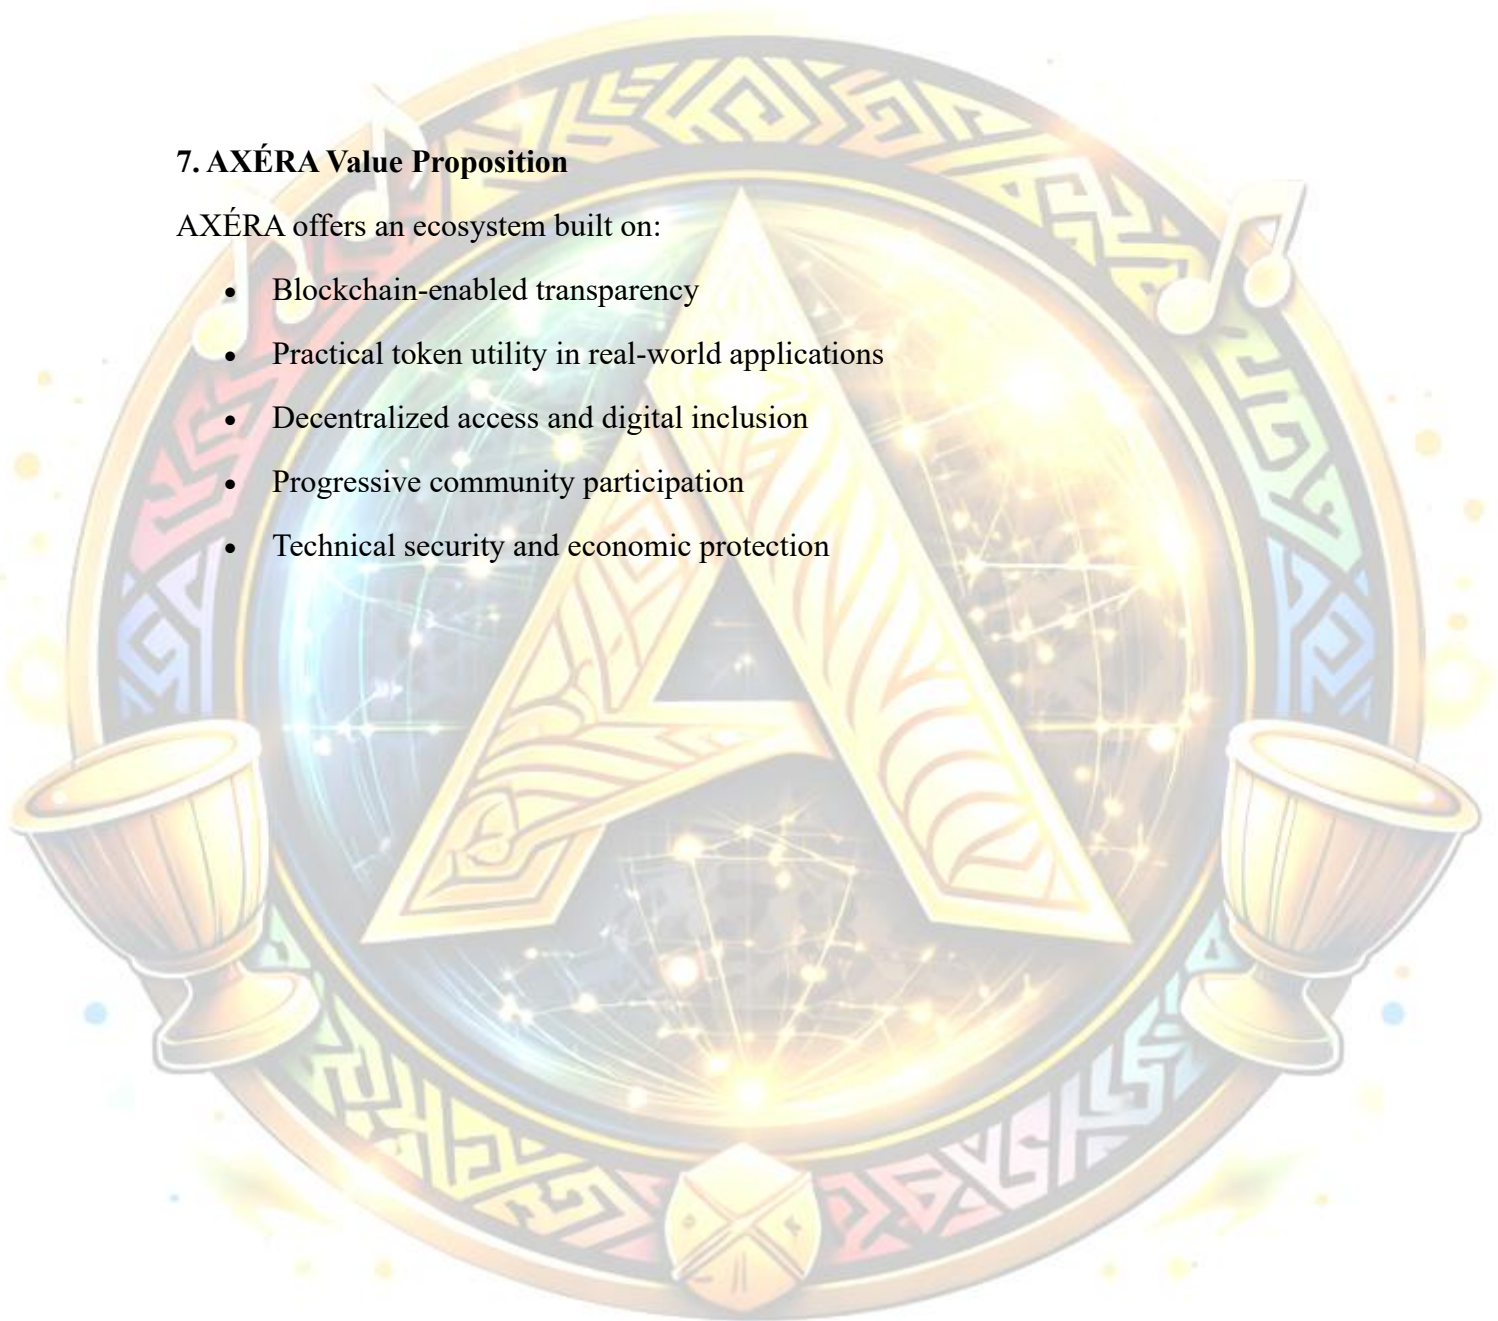 7. AXÉRA Value Proposition
AXÉRA offers an ecosystem built on:
• Blockchain-enabled transparency
• Practical token utility in real-world applications
• Decentralized access and digital inclusion
• Progressive community participation
• Technical security and economic protection